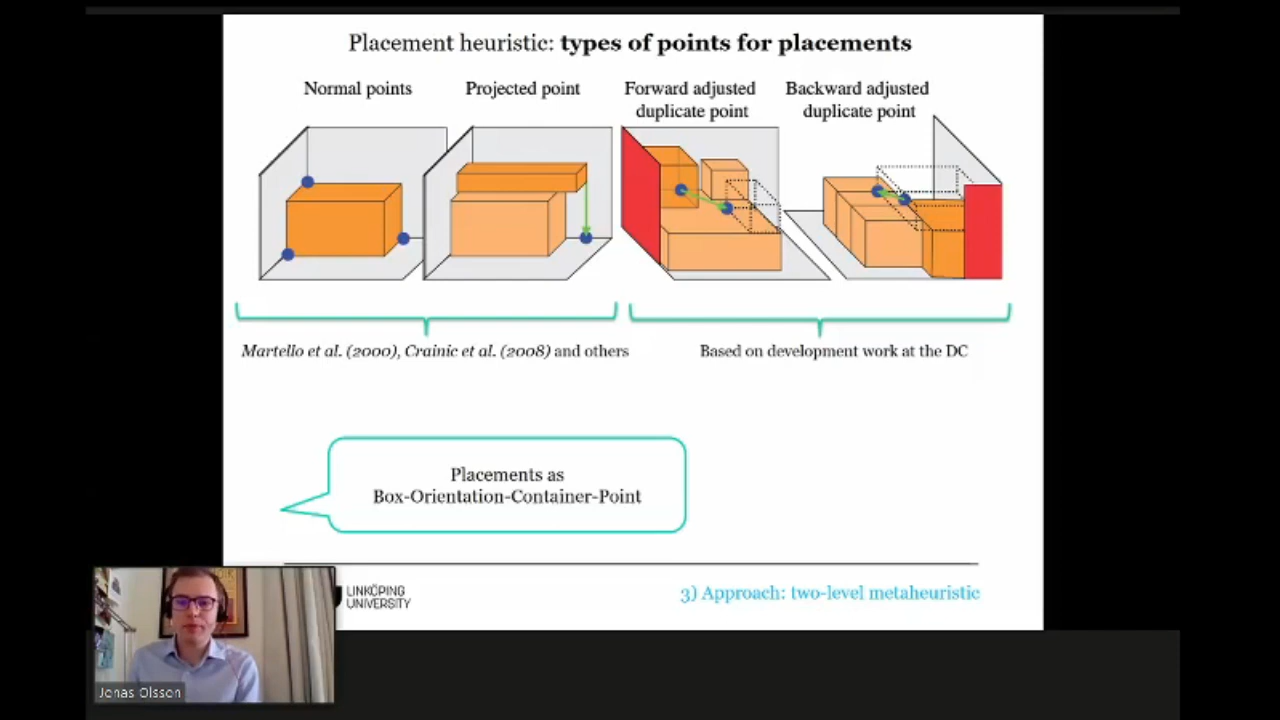 Placement heuristic: types of points for placements
Normal points
Projected point
Forward adjusted
duplicate point
Backward adjusted
duplicate point
Martello et al. (2000), Crainic et al. (2008) and others
Based on development work at the DC
Placements as
Box-Orientation-Container-Point
LINKÖPING
UNIVERSITY
3) Approach: two-level metaheuristic
Jonas Olsson